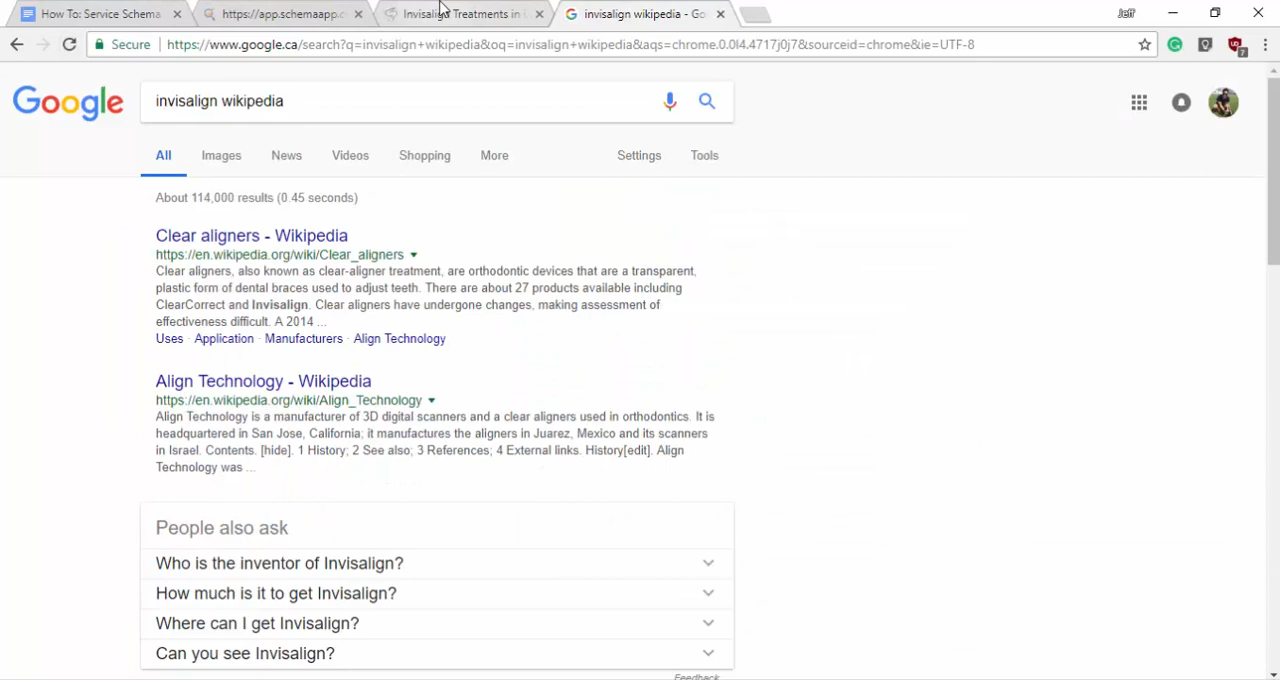 How To: Service Schema
https://app.schemaapp.c
Invisalign Treatments in
invisalign wikipedia - Go
Jeff
Secure
https://www.google.ca/search?q=invisalign+wikipedia&oq=invisalign+wikipedia&aqs=chrome.0.0l4.4717j0j7&sourceid=chrome&ie=UTF-8
7
Google
invisalign wikipedia
All Images News Videos Shopping More Settings Tools
About 114,000 results (0.45 seconds)
Clear aligners - Wikipedia
https://en.wikipedia.org/wiki/Clear_aligners
Clear aligners, also known as clear-aligner treatment, are orthodontic devices that are a transparent,
plastic form of dental braces used to adjust teeth. There are about 27 products available including
ClearCorrect and Invisalign. Clear aligners have undergone changes, making assessment of
effectiveness difficult. A 2014 ...
Uses · Application · Manufacturers · Align Technology
Align Technology - Wikipedia
https://en.wikipedia.org/wiki/Align_Technology
Align Technology is a manufacturer of 3D digital scanners and a clear aligners used in orthodontics. It is
headquartered in San Jose, California; it manufactures the aligners in Juarez, Mexico and its scanners
in Israel. Contents. [hide]. 1 History; 2 See also; 3 References; 4 External links. History[edit]. Align
Technology was ...
People also ask
Who is the inventor of Invisalign?
How much is it to get Invisalign?
Where can I get Invisalign?
Can you see Invisalign?
Feedback